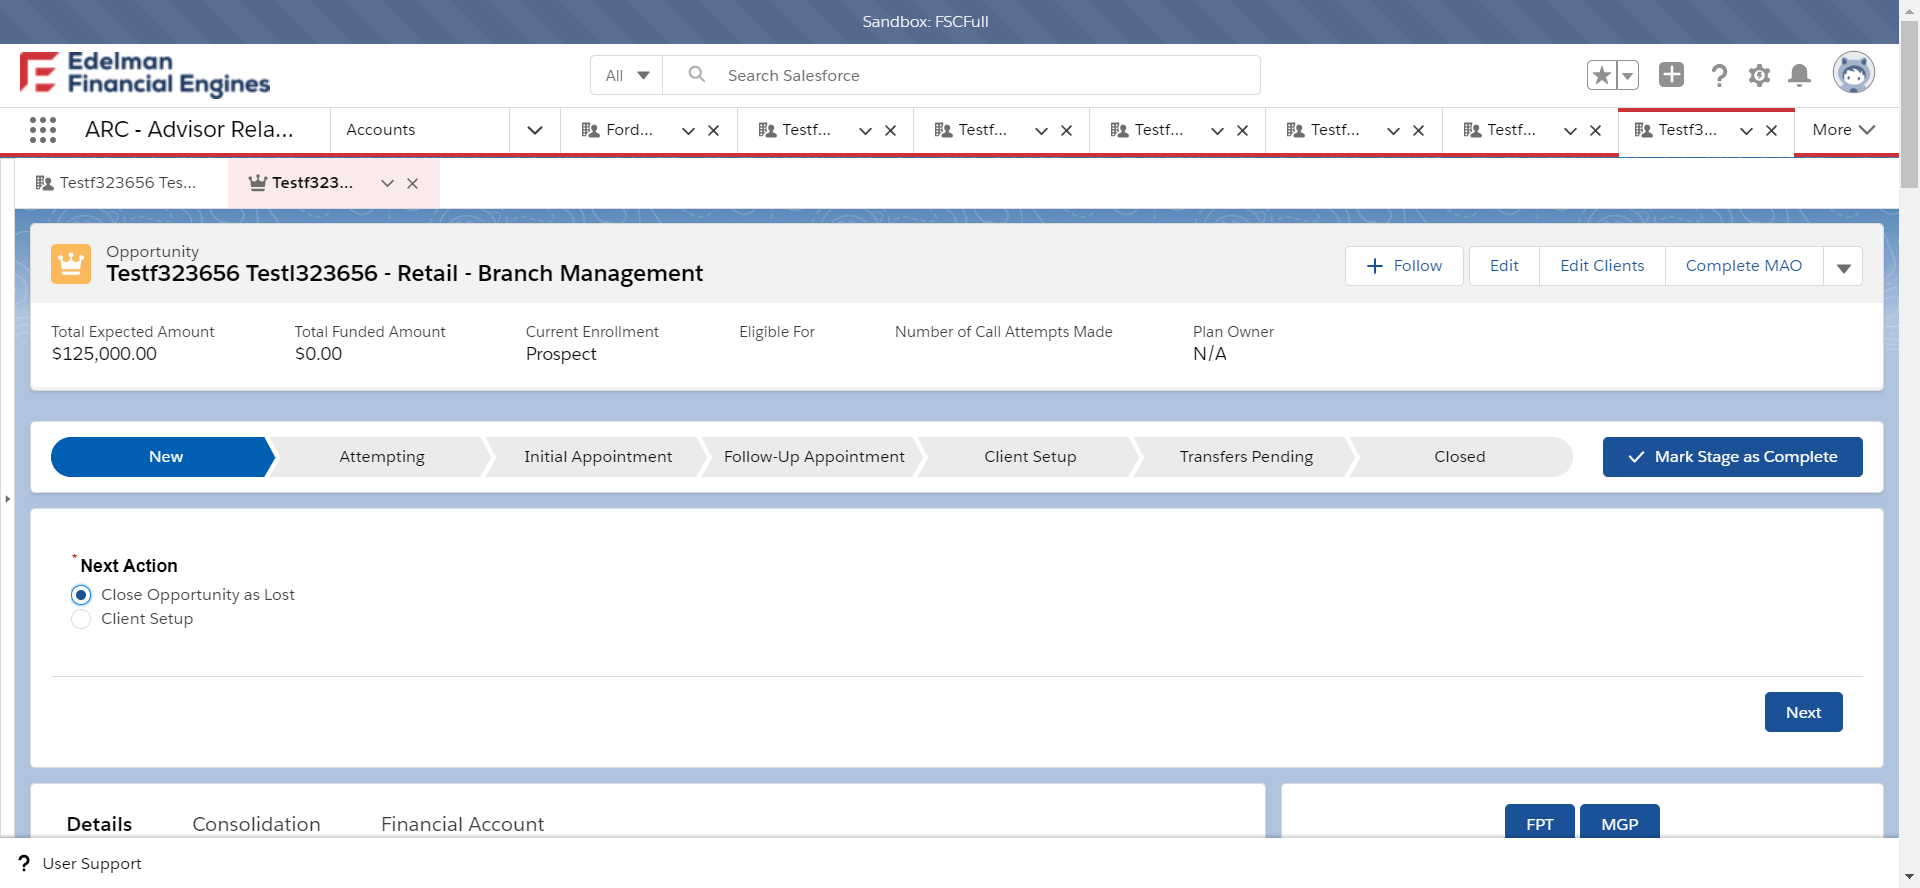 Sandbox: FSCFull
Edelman
Financial Engines
All
Search Salesforce
ARC - Advisor Rela...
Accounts
Ford...
Testf...
Testf...
Testf...
Testf...
Testf...
Testf3...
More
Testf323656 Tes...
Testf323...
Opportunity
Testf323656 Testl323656 - Retail - Branch Management
Follow
Edit
Edit Clients
Complete MAO
Total Expected Amount
$125,000.00
Total Funded Amount
$0.00
Current Enrollment
Prospect
Eligible For
Number of Call Attempts Made
Plan Owner
N/A
New
Attempting
Initial Appointment
Follow-Up Appointment
Client Setup
Transfers Pending
Closed
Mark Stage as Complete
* Next Action
Close Opportunity as Lost
Client Setup
Next
Details
Consolidation
Financial Account
FPT
MGP
? User Support